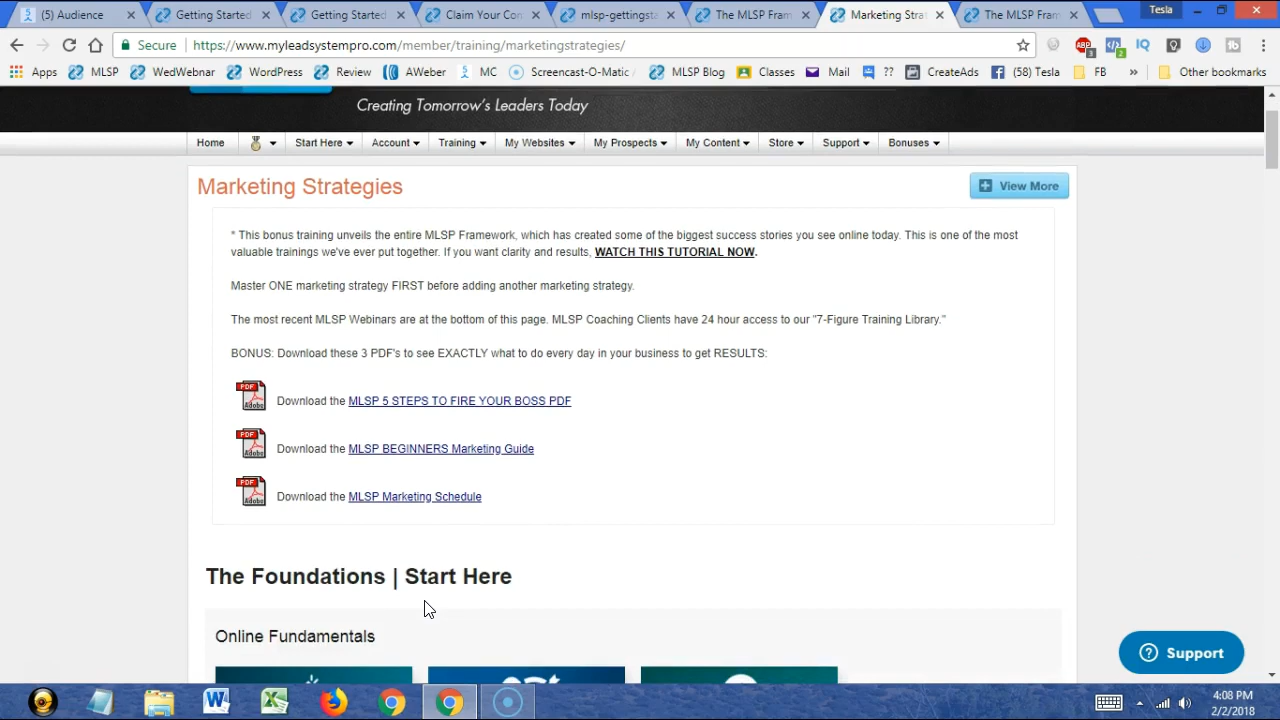 (5) Audience
Getting Started
Getting Started
Claim Your Con
mlsp-gettingsta
The MLSP Fram
Marketing Strat
The MLSP Fram
Tesla
Secure
https://www.myleadsystempro.com/member/training/marketingstrategies/
Apps MLSP WedWebnar WordPress Review AWeber MC Screencast-O-Matic MLSP Blog Classes Mail ?? CreateAds (58) Tesla FB » Other bookmarks
Creating Tomorrow's Leaders Today
Home Start Here Account Training My Websites My Prospects My Content Store Support Bonuses
Marketing Strategies
View More
* This bonus training unveils the entire MLSP Framework, which has created some of the biggest success stories you see online today. This is one of the most
valuable trainings we've ever put together. If you want clarity and results, WATCH THIS TUTORIAL NOW.
Master ONE marketing strategy FIRST before adding another marketing strategy.
The most recent MLSP Webinars are at the bottom of this page. MLSP Coaching Clients have 24 hour access to our "7-Figure Training Library."
BONUS: Download these 3 PDF's to see EXACTLY what to do every day in your business to get RESULTS:
PDF Adobe Download the MLSP 5 STEPS TO FIRE YOUR BOSS PDF
PDF Adobe Download the MLSP BEGINNERS Marketing Guide
PDF Adobe Download the MLSP Marketing Schedule
The Foundations | Start Here
Online Fundamentals
Support
4:08 PM
2/2/2018